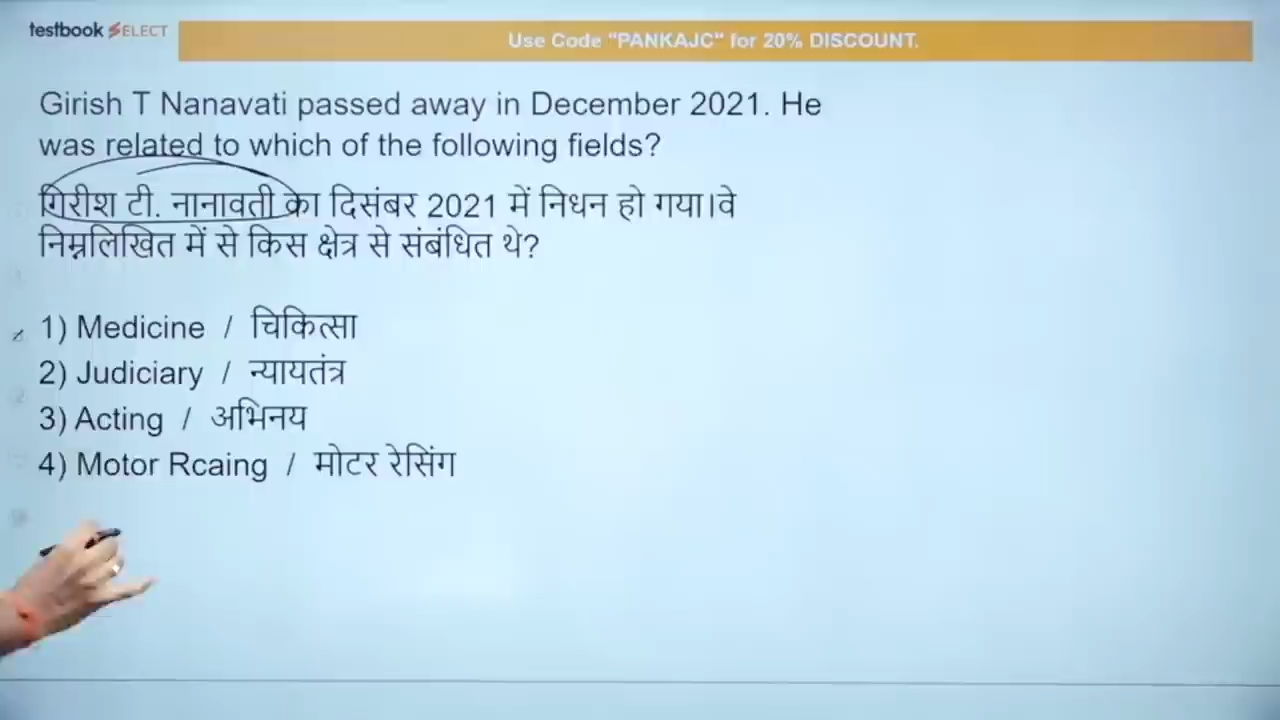 testbook SELECT
Use Code "PANKAJC" for 20% DISCOUNT.
Girish T Nanavati passed away in December 2021. He
was related to which of the following fields?
गिरीश टी. नानावती का दिसंबर 2021 में निधन हो गया।वे
निम्नलिखित में से किस क्षेत्र से संबंधित थे?
1) Medicine / चिकित्सा
2) Judiciary / न्यायतंत्र
3) Acting / अभिनय
4) Motor Rcaing / मोटर रेसिंग